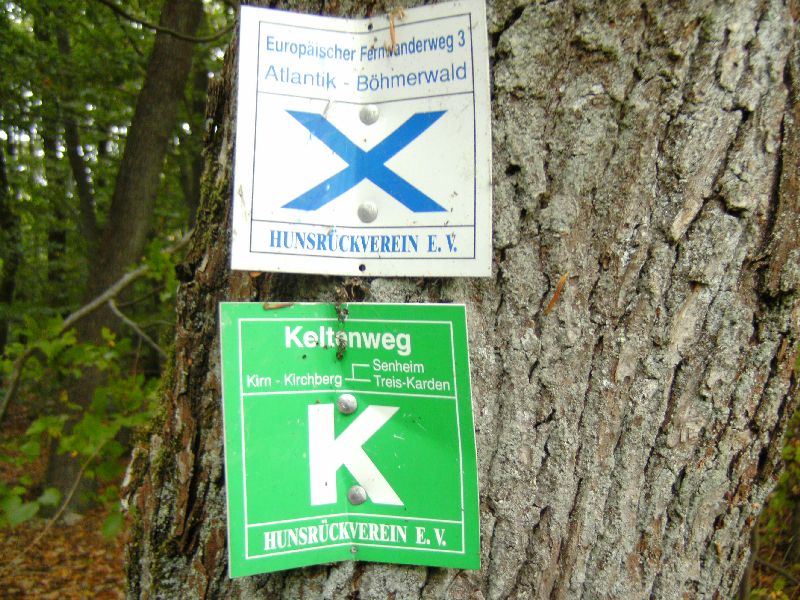 Europäischer Fernwanderweg 3
Atlantik - Böhmerwald
X
HUNSRÜCKVEREIN E. V.
Keltenweg
Kirn - Kirchberg
Senheim
Treis-Karden
K
HUNSRÜCKVEREIN E. V.